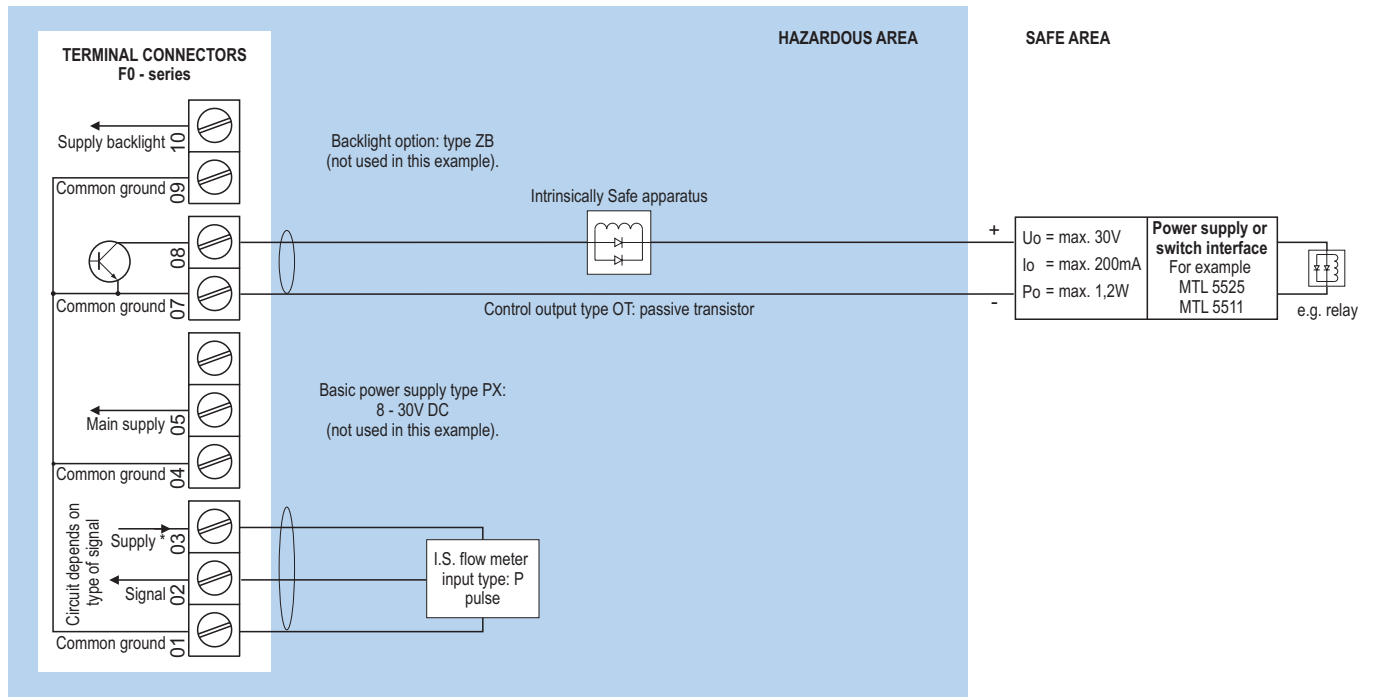 HAZARDOUS AREA
SAFE AREA
TERMINAL CONNECTORS
F0 - series
Supply backlight
10
Common ground
09
Backlight option: type ZB
(not used in this example).
Intrinsically Safe apparatus
08
Common ground
07
Control output type OT: passive transistor
+
-
Uo = max. 30V
Io = max. 200mA
Po = max. 1,2W
Power supply or
switch interface
For example
MTL 5525
MTL 5511
e.g. relay
Basic power supply type PX:
8 - 30V DC
(not used in this example).
Main supply
05
Common ground
04
Circuit depends on
type of signal
Supply *
03
Signal
02
Common ground
01
I.S. flow meter
input type: P
pulse